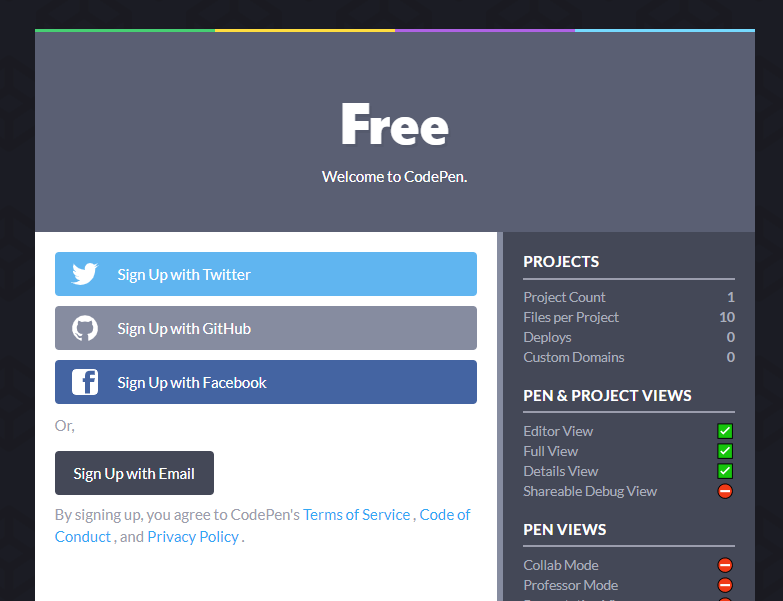 Free
Welcome to CodePen.
Sign Up with Twitter
Sign Up with GitHub
Sign Up with Facebook
Or,
Sign Up with Email
By signing up, you agree to CodePen's Terms of Service , Code of
Conduct , and Privacy Policy .
PROJECTS
Project Count 1
Files per Project 10
Deploys 0
Custom Domains 0
PEN & PROJECT VIEWS
Editor View
Full View
Details View
Shareable Debug View
PEN VIEWS
Collab Mode
Professor Mode